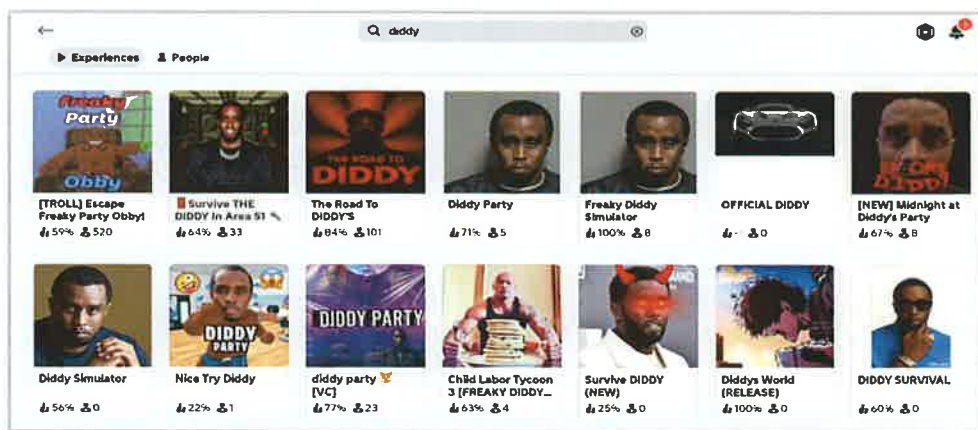 diddy
Experiences
People
Freaky
Party
Obby
THE ROAD TO
DIDDY
[TROLL] Escape
Freaky Party Obby!
59% 520
Survive THE
DIDDY In Area 51
64% 33
The Road To
DIDDY'S
84% 101
Diddy Party
71% 5
Freaky Diddy
Simulator
100% 8
OFFICIAL DIDDY
- 0
[NEW] Midnight at
Diddy's Party
67% 8
DIDDY
PARTY
DIDDY PARTY
Diddy Simulator
56% 0
Nice Try Diddy
22% 1
diddy party
[VC]
77% 23
Child Labor Tycoon
3 [FREAKY DIDDY...
63% 4
Survive DIDDY
(NEW)
25% 0
Diddys World
(RELEASE)
100% 0
DIDDY SURVIVAL
60% 0